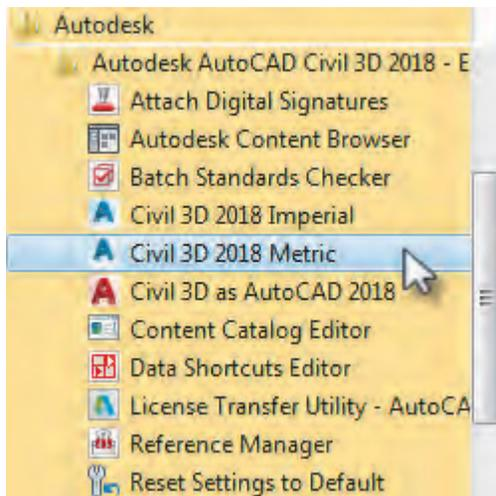 Autodesk
Autodesk AutoCAD Civil 3D 2018 - E
Attach Digital Signatures
Autodesk Content Browser
Batch Standards Checker
Civil 3D 2018 Imperial
Civil 3D 2018 Metric
Civil 3D as AutoCAD 2018
Content Catalog Editor
Data Shortcuts Editor
License Transfer Utility - AutoCA
Reference Manager
Reset Settings to Default